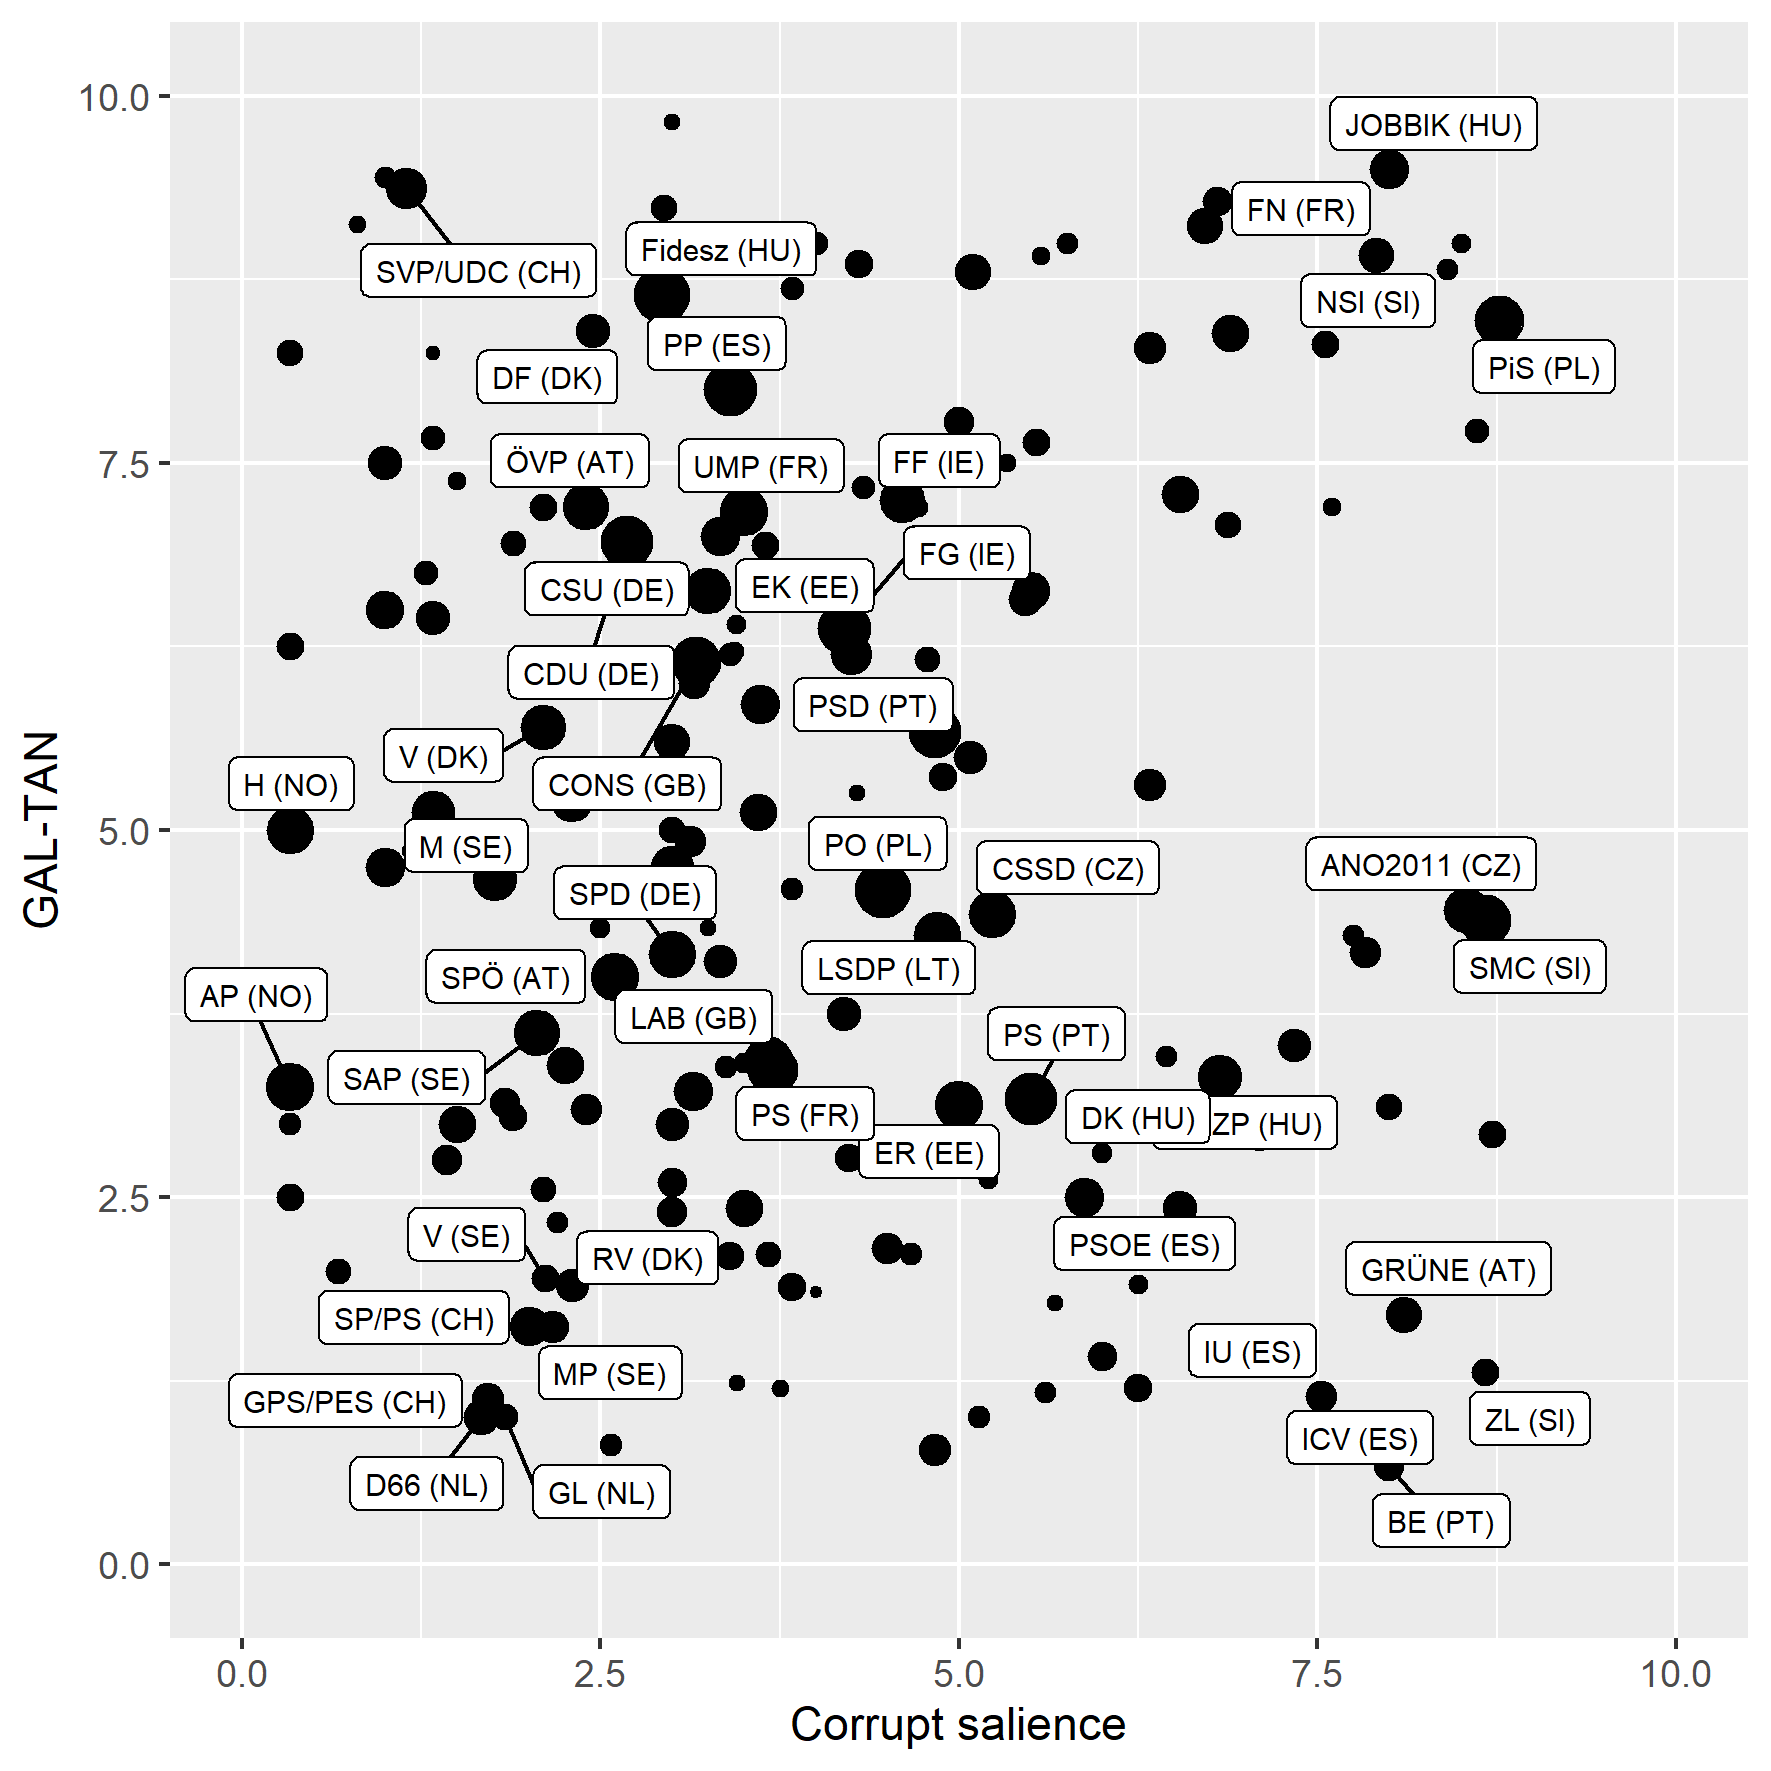 10.0
7.5
5.0
2.5
0.0
GAL-TAN
JOBBIK (HU)
FN (FR)
Fidesz (HU)
SVP/UDC (CH)
NSI (SI)
PP (ES)
PiS (PL)
DF (DK)
ÖVP (AT)
UMP (FR)
FF (IE)
FG (IE)
CSU (DE)
EK (EE)
CDU (DE)
PSD (PT)
V (DK)
H (NO)
CONS (GB)
M (SE)
PO (PL)
CSSD (CZ)
ANO2011 (CZ)
SPD (DE)
SPÖ (AT)
LSDP (LT)
SMC (SI)
AP (NO)
LAB (GB)
PS (PT)
SAP (SE)
PS (FR)
DK (HU)
ZP (HU)
ER (EE)
V (SE)
RV (DK)
PSOE (ES)
GRÜNE (AT)
SP/PS (CH)
IU (ES)
MP (SE)
GPS/PES (CH)
ZL (SI)
ICV (ES)
D66 (NL)
GL (NL)
BE (PT)
0.0
2.5
5.0
7.5
10.0
Corrupt salience